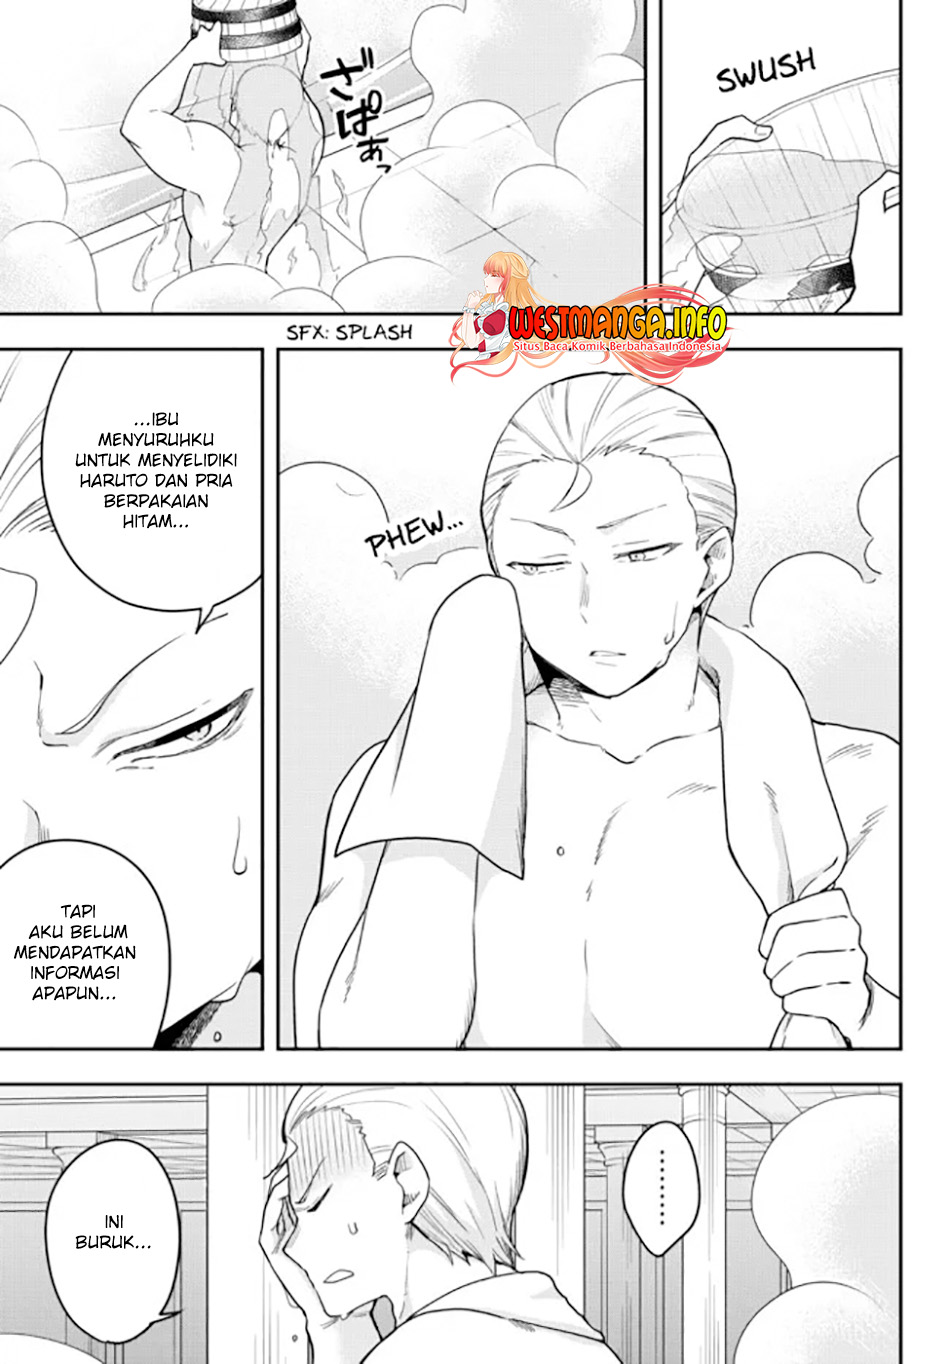 SWUSH
ざぱぁっ
SFX: SPLASH
WESTMANGA.INFO
Situs Baca Komik Berbahasa Indonesia
PHEW...
...IBU
MENYURUHKU
UNTUK MENYELIDIKI
HARUTO DAN PRIA
BERPAKAIAN
HITAM...
TAPI
AKU BELUM
MENDAPATKAN
INFORMASI
APAPUN...
........
INI
BURUK...